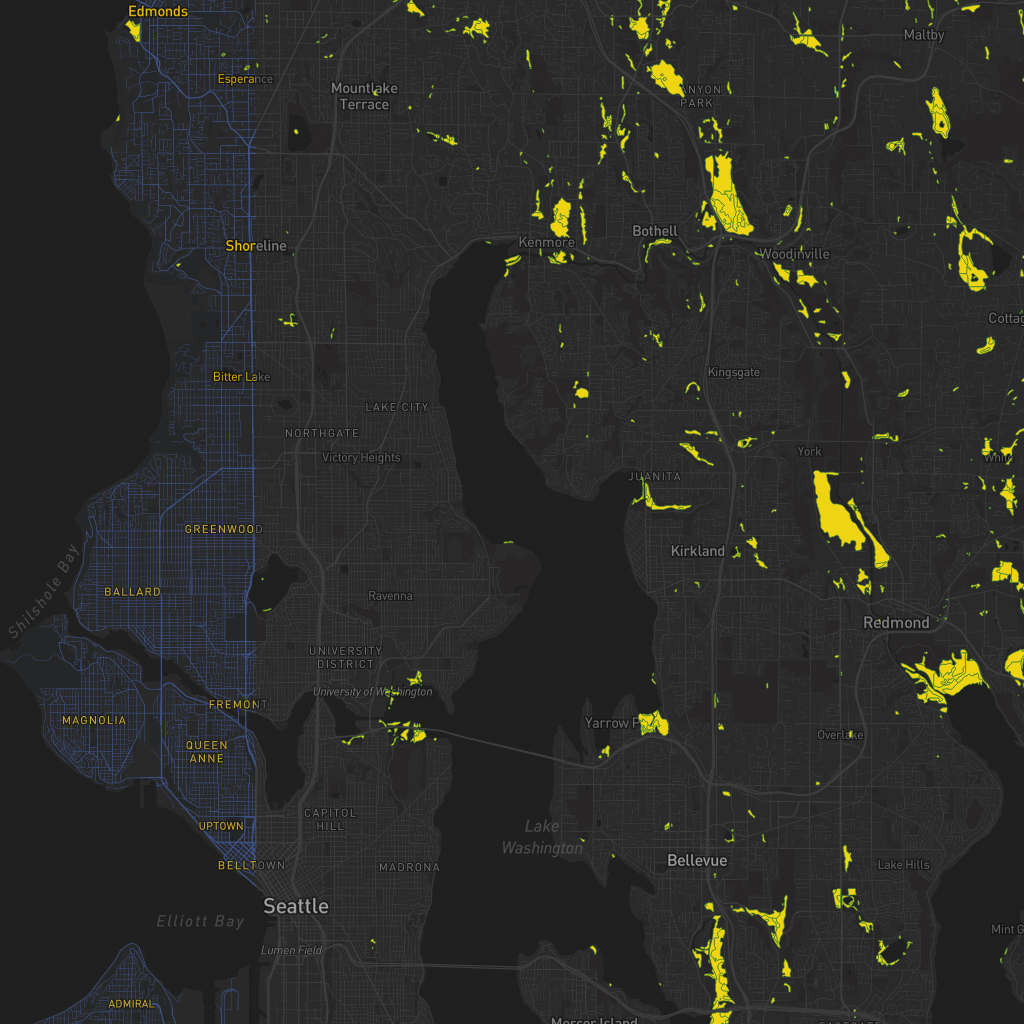 Edmonds
Maltby
Esperance
Mountlake
Terrace
ANYON
PARK
Shoreline
Kenmore
Bothell
Woodinville
Cottag
Bitter Lake
Kingsgate
LAKE CITY
NORTHGATE
Victory Heights
York
JUANITA
GREENWOOD
Kirkland
Shilshole Bay
BALLARD
Ravenna
Redmond
UNIVERSITY
DISTRICT
University of Washington
FREMONT
MAGNOLIA
Yarrow P
Overlake
QUEEN
ANNE
CAPITOL
HILL
UPTOWN
Lake
Washington
BELLTOWN
MADRONA
Bellevue
Lake Hills
Seattle
Elliott Bay
Mint G
Lumen Field
ADMIRAL
Mercer Island